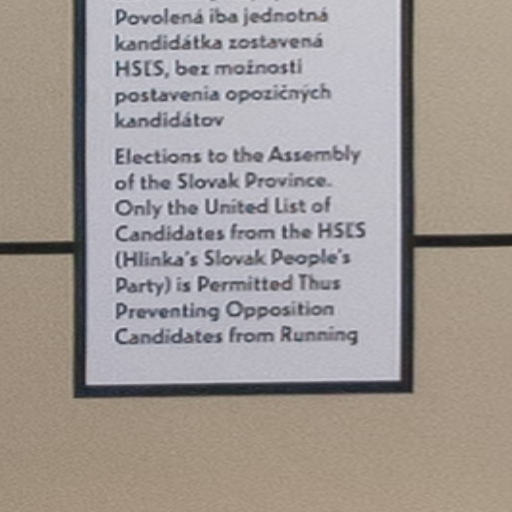 Povolená iba jednotná
kandidátka zostavená
HSĽS, bez možnosti
postavenia opozičných
kandidátov
Elections to the Assembly
of the Slovak Province.
Only the United List of
Candidates from the HSĽS
(Hlinka's Slovak People's
Party) is Permitted Thus
Preventing Opposition
Candidates from Running